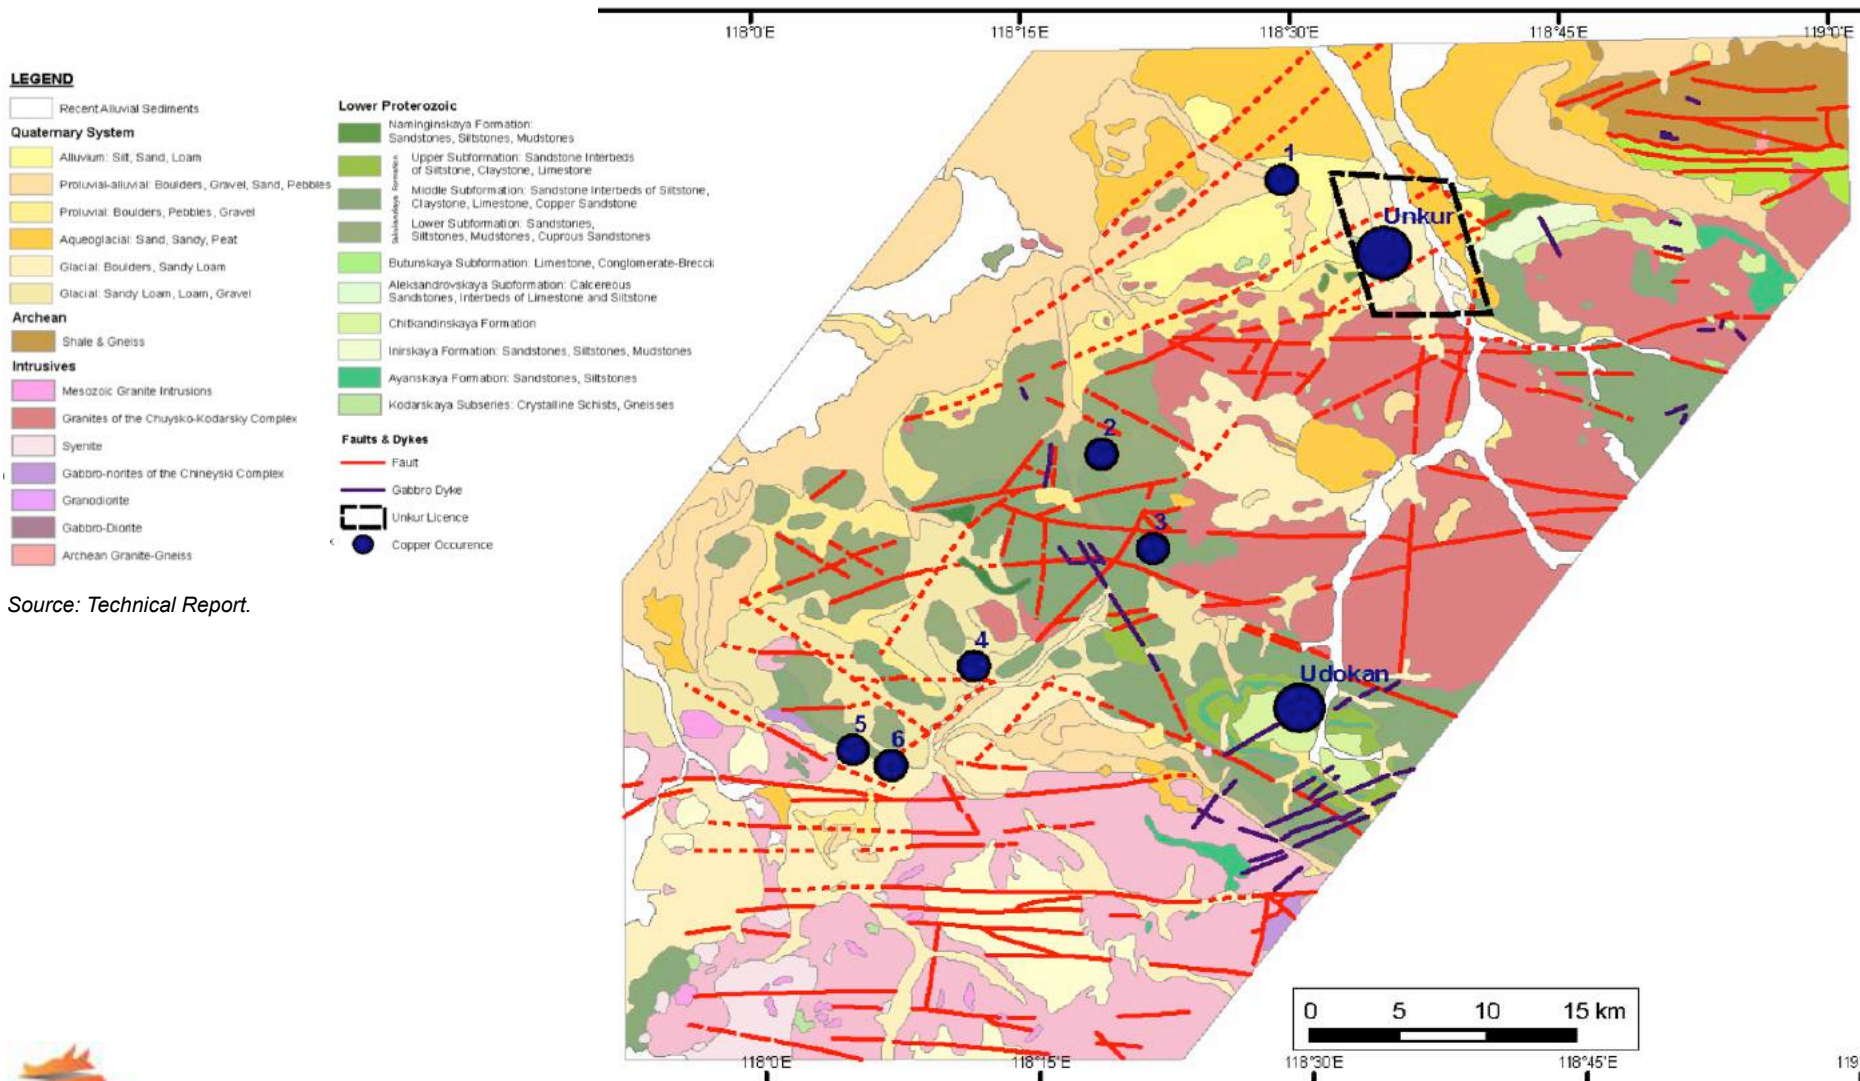 118°0'E 118°15'E 118°30'E 118°45'E 119°0'E
LEGEND
Recent Alluvial Sediments
Quaternary System
Alluvium: Silt, Sand, Loam
Proluvial-alluvial: Boulders, Gravel, Sand, Pebbles
Proluvial: Boulders, Pebbles, Gravel
Aqueoglacial: Sand, Sandy, Peat
Glacial: Boulders, Sandy Loam
Glacial: Sandy Loam, Loam, Gravel
Archean
Shale & Gneiss
Intrusives
Mesozoic Granite Intrusions
Granites of the Chuysko-Kodarsky Complex
Syenite
Gabbro-norites of the Chineyski Complex
Granodiorite
Gabbro-Diorite
Archean Granite-Gneiss
Lower Proterozoic
Naminginskaya Formation:
Sandstones, Siltstones, Mudstones
Upper Subformation: Sandstone Interbeds
of Siltstone, Claystone, Limestone
Middle Subformation: Sandstone Interbeds of Siltstone,
Claystone, Limestone, Copper Sandstone
Lower Subformation: Sandstones,
Siltstones, Mudstones, Cuprous Sandstones
Butunskaya Subformation: Limestone, Conglomerate-Breccii
Aleksandrovskaya Subformation: Calcereous
Sandstones, Interbeds of Limestone and Siltstone
Chitkandinskaya Formation
Inirskaya Formation: Sandstones, Siltstones, Mudstones
Ayanskaya Formation: Sandstones, Siltstones
Kodarskaya Subseries: Crystalline Schists, Gneisses
Faults & Dykes
Fault
Gabbro Dyke
Unkur Licence
Copper Occurence
Source: Technical Report.
1
Unkur
2
3
4
Udokan
5
6
0 5 10 15 km
118°0'E 118°15'E 118°30'E 118°45'E 119